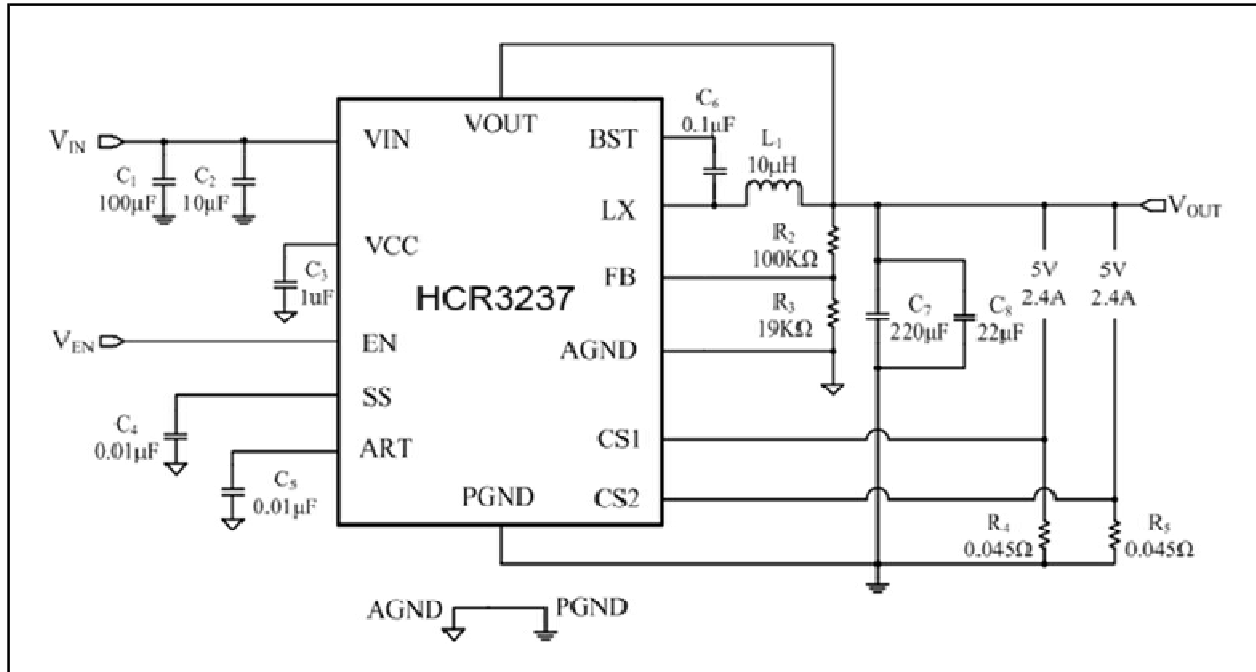 VOUT
C₆
0.1μF
V_IN
VIN
BST
L₁
10μH
C₁
100μF
C₂
10μF
LX
V_OUT
VCC
R₂
100KΩ
C₃
1uF
HCR3237
FB
5V
2.4A
5V
2.4A
R₃
19KΩ
C₇
220μF
C₈
22μF
V_EN
EN
AGND
SS
C₄
0.01μF
ART
CS1
C₅
0.01μF
PGND
CS2
R₄
0.045Ω
R₅
0.045Ω
AGND
PGND